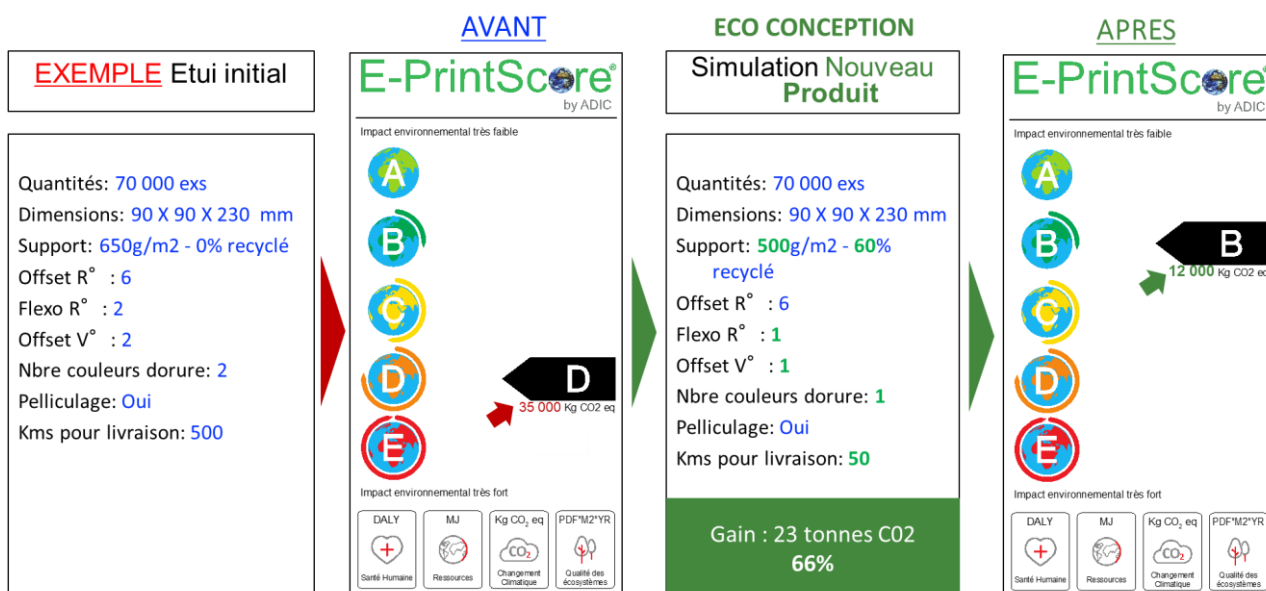 AVANT
ECO CONCEPTION
APRES
EXEMPLE Etui initial
Quantités: 70 000 exs
Dimensions: 90 X 90 X 230 mm
Support: 650g/m2 - 0% recyclé
Offset R° : 6
Flexo R° : 2
Offset V° : 2
Nbre couleurs dorure: 2
Pelliculage: Oui
Kms pour livraison: 500
E-PrintScore®
by ADIC
Impact environnemental très faible
A
B
C
D
D
35 000 Kg CO2 eq
E
Impact environnemental très fort
DALY
Santé Humaine
MJ
Ressources
Kg CO2 eq
CO2
Changement
Climatique
PDF*M2*YR
Qualité des
écosystèmes
Simulation Nouveau
Produit
Quantités: 70 000 exs
Dimensions: 90 X 90 X 230 mm
Support: 500g/m2 - 60%
recyclé
Offset R° : 6
Flexo R° : 1
Offset V° : 1
Nbre couleurs dorure: 1
Pelliculage: Oui
Kms pour livraison: 50
Gain : 23 tonnes C02
66%
E-PrintScore®
by ADIC
Impact environnemental très faible
A
B
B
12 000 Kg CO2 eq
C
D
E
Impact environnemental très fort
DALY
Santé Humaine
MJ
Ressources
Kg CO2 eq
CO2
Changement
Climatique
PDF*M2*YR
Qualité des
écosystèmes